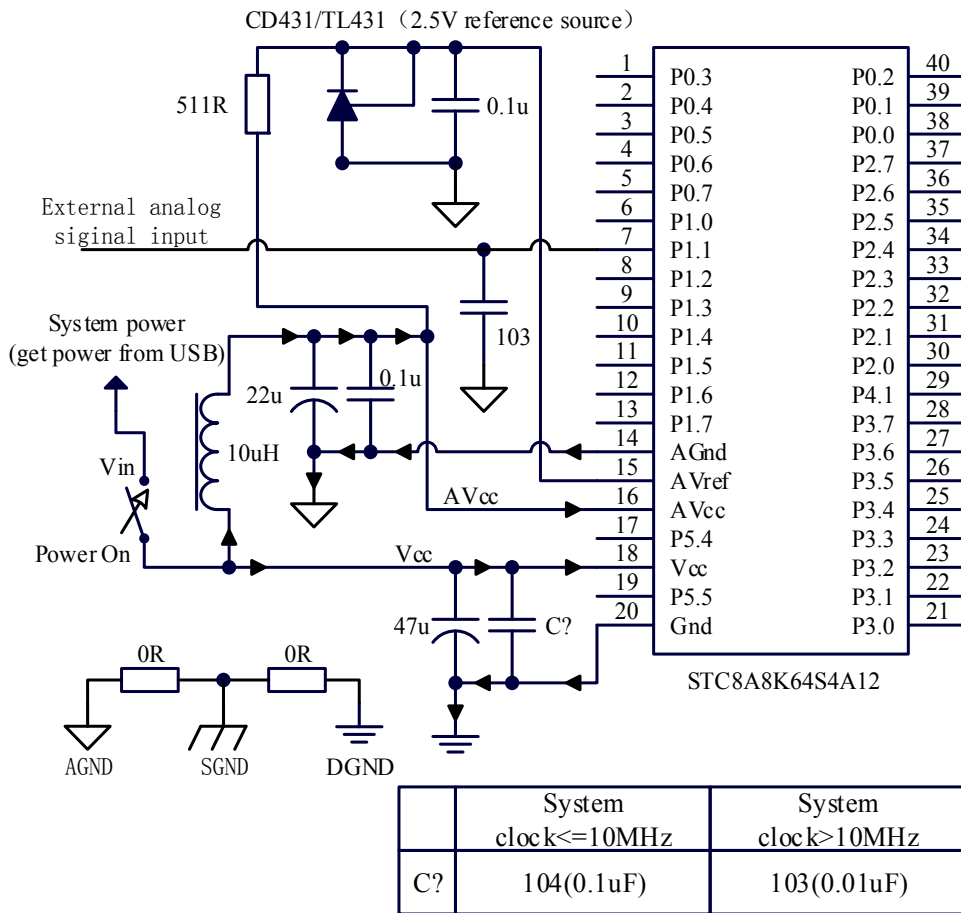 CD431/TL431（2.5V reference source）
511R
0.1u
External analog
siginal input
103
System power
(get power from USB)
22u
0.1u
10uH
Vin
Power On
AVcc
Vcc
47u
C?
1 P0.3 P0.2 40
2 P0.4 P0.1 39
3 P0.5 P0.0 38
4 P0.6 P2.7 37
5 P0.7 P2.6 36
6 P1.0 P2.5 35
7 P1.1 P2.4 34
8 P1.2 P2.3 33
9 P1.3 P2.2 32
10 P1.4 P2.1 31
11 P1.5 P2.0 30
12 P1.6 P4.1 29
13 P1.7 P3.7 28
14 AGnd P3.6 27
15 AVref P3.5 26
16 AVcc P3.4 25
17 P5.4 P3.3 24
18 Vcc P3.2 23
19 P5.5 P3.1 22
20 Gnd P3.0 21
STC8A8K64S4A12
0R 0R
AGND SGND DGND
System System
clock<=10MHz clock>10MHz
C? 104(0.1uF) 103(0.01uF)